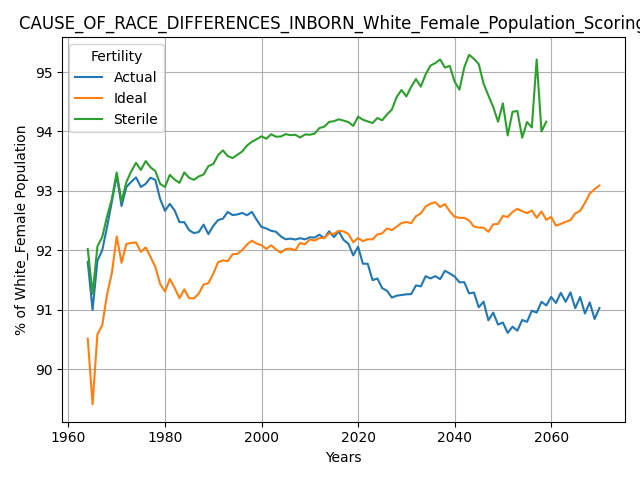 CAUSE_OF_RACE_DIFFERENCES_INBORN_White_Female_Population_Scoring
Fertility
Actual
Ideal
Sterile
% of White_Female Population
95
94
93
92
91
90
1960 1980 2000 2020 2040 2060
Years